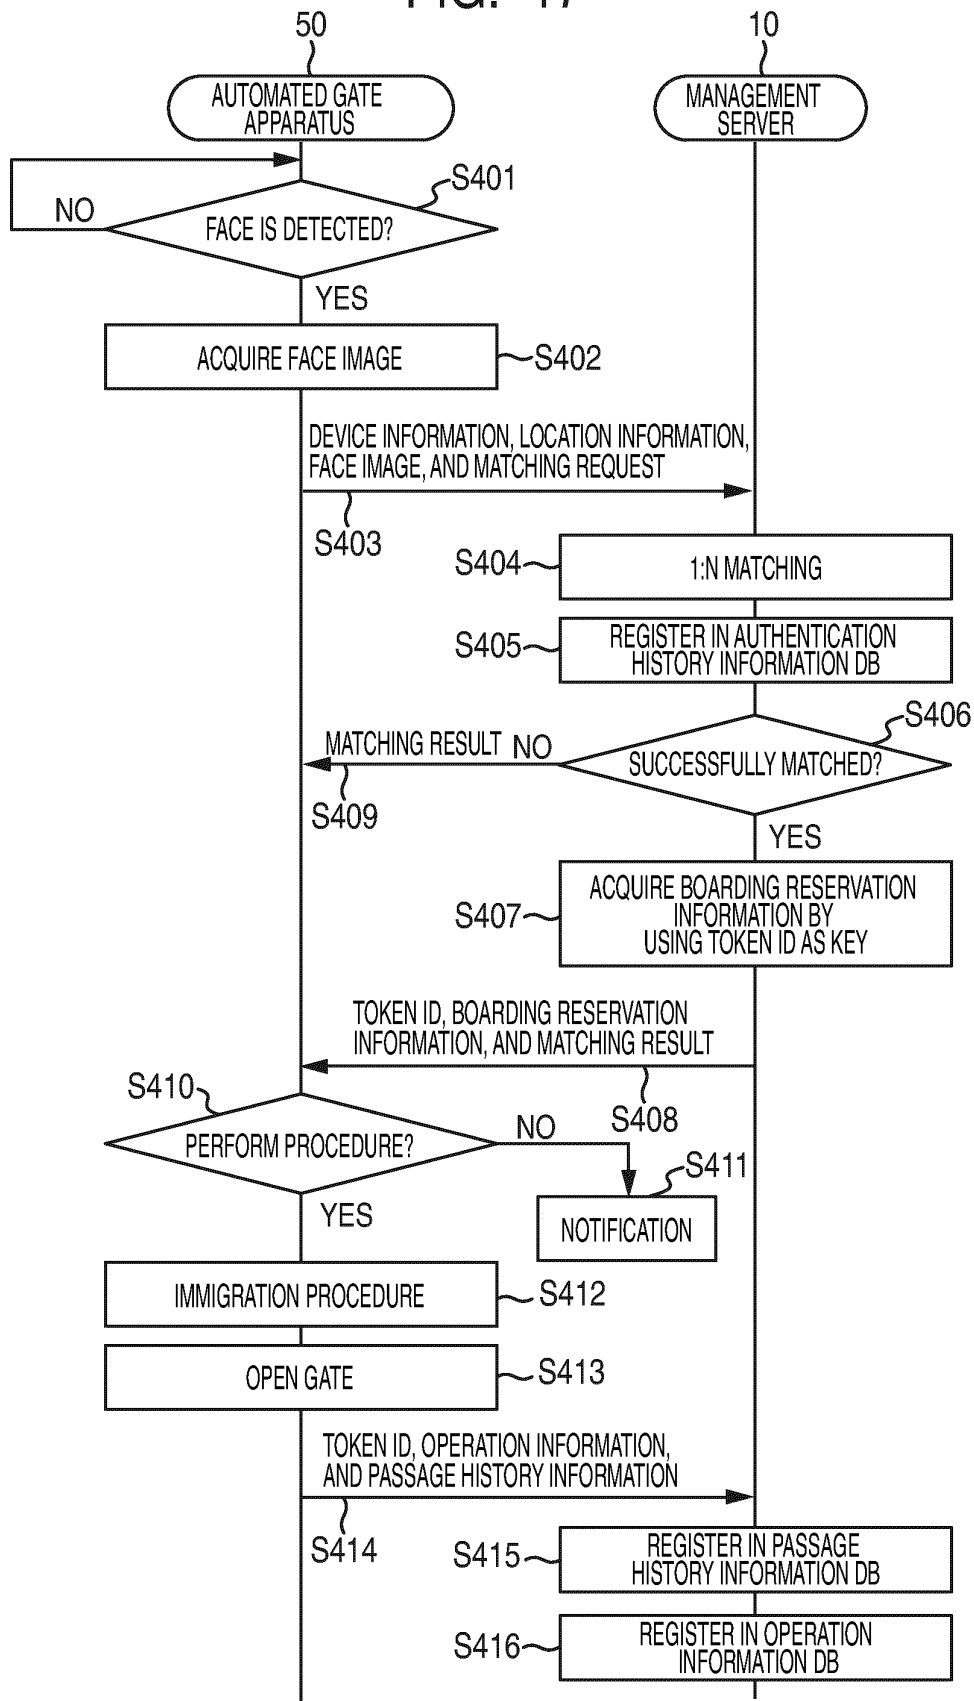 FIG. 17
50
10
AUTOMATED GATE
APPARATUS
MANAGEMENT
SERVER
S401
NO
FACE IS DETECTED?
YES
ACQUIRE FACE IMAGE
S402
DEVICE INFORMATION, LOCATION INFORMATION,
FACE IMAGE, AND MATCHING REQUEST
S403
S404
1:N MATCHING
S405
REGISTER IN AUTHENTICATION
HISTORY INFORMATION DB
S406
MATCHING RESULT
NO
SUCCESSFULLY MATCHED?
S409
YES
S407
ACQUIRE BOARDING RESERVATION
INFORMATION BY
USING TOKEN ID AS KEY
TOKEN ID, BOARDING RESERVATION
INFORMATION, AND MATCHING RESULT
S408
S410
PERFORM PROCEDURE?
NO
S411
YES
NOTIFICATION
IMMIGRATION PROCEDURE
S412
OPEN GATE
S413
TOKEN ID, OPERATION INFORMATION,
AND PASSAGE HISTORY INFORMATION
S414
S415
REGISTER IN PASSAGE
HISTORY INFORMATION DB
S416
REGISTER IN OPERATION
INFORMATION DB